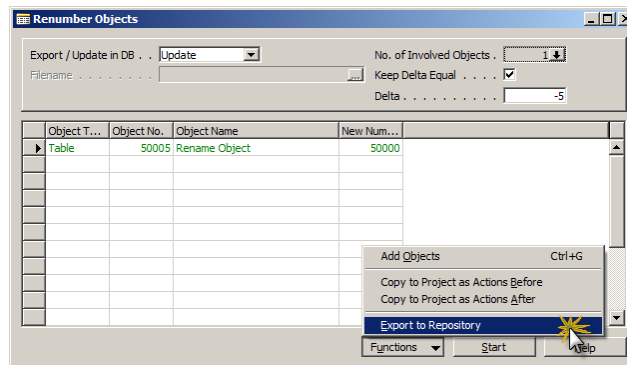 Renumber Objects
Export / Update in DB . . Update No. of Involved Objects . 1
Filename . . . . . . . . ... Keep Delta Equal . . . .
Delta . . . . . . . . . . -5
Object T... Object No. Object Name New Num...
Table 50005 Rename Object 50000
Add Objects Ctrl+G
Copy to Project as Actions Before
Copy to Project as Actions After
Export to Repository
Functions Start Help